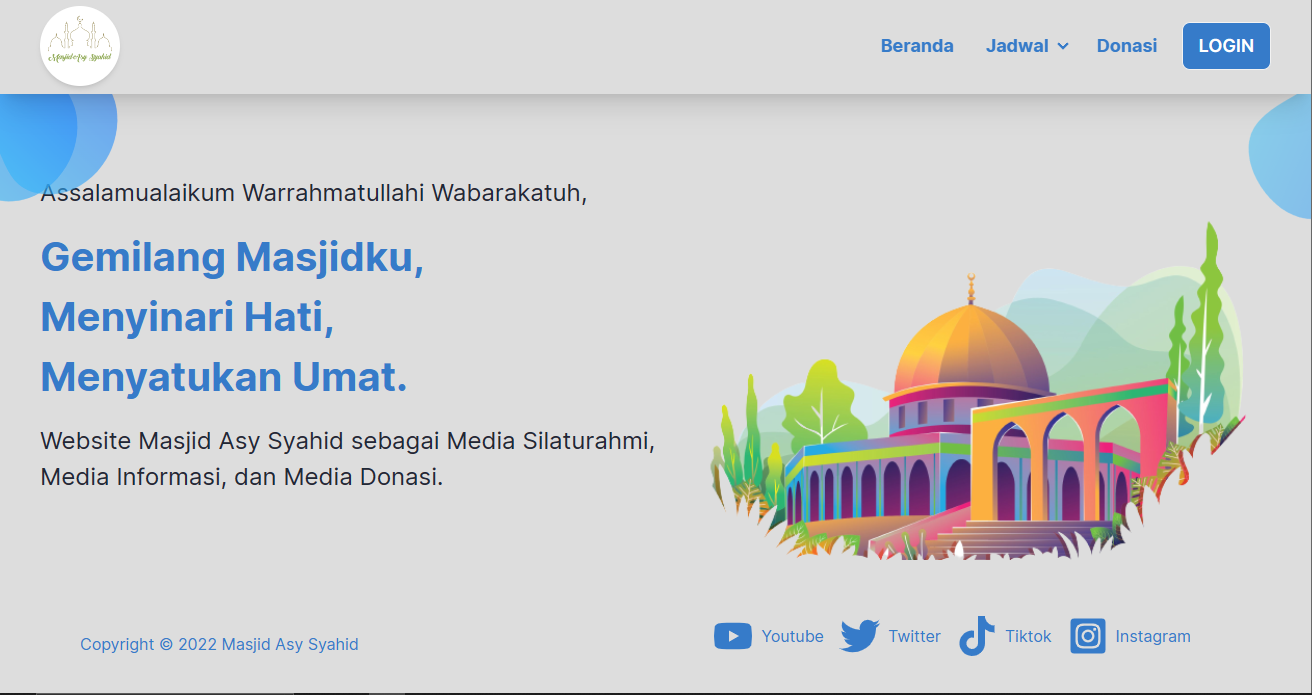 Masjid Asy Syahid
Beranda
Jadwal
Donasi
LOGIN
Assalamualaikum Warrahmatullahi Wabarakatuh,
Gemilang Masjidku,
Menyinari Hati,
Menyatukan Umat.
Website Masjid Asy Syahid sebagai Media Silaturahmi,
Media Informasi, dan Media Donasi.
Copyright © 2022 Masjid Asy Syahid
Youtube
Twitter
Tiktok
Instagram